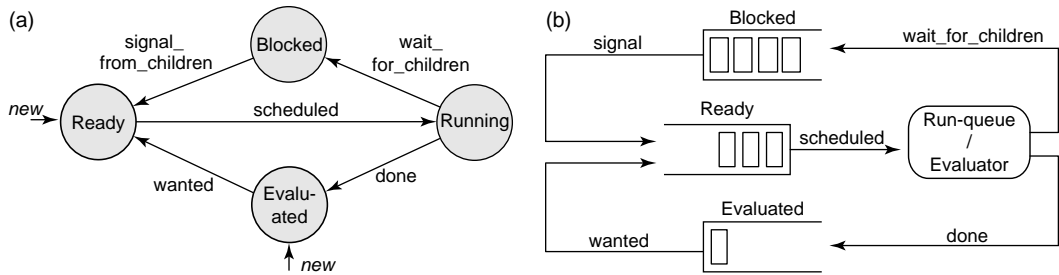 (a)
signal_
from_children
Blocked
wait_
for_children
new
Ready
scheduled
Running
wanted
Evalu-
ated
done
new
(b)
Blocked
signal
wait_for_children
Ready
scheduled
Run-queue
/
Evaluator
Evaluated
wanted
done